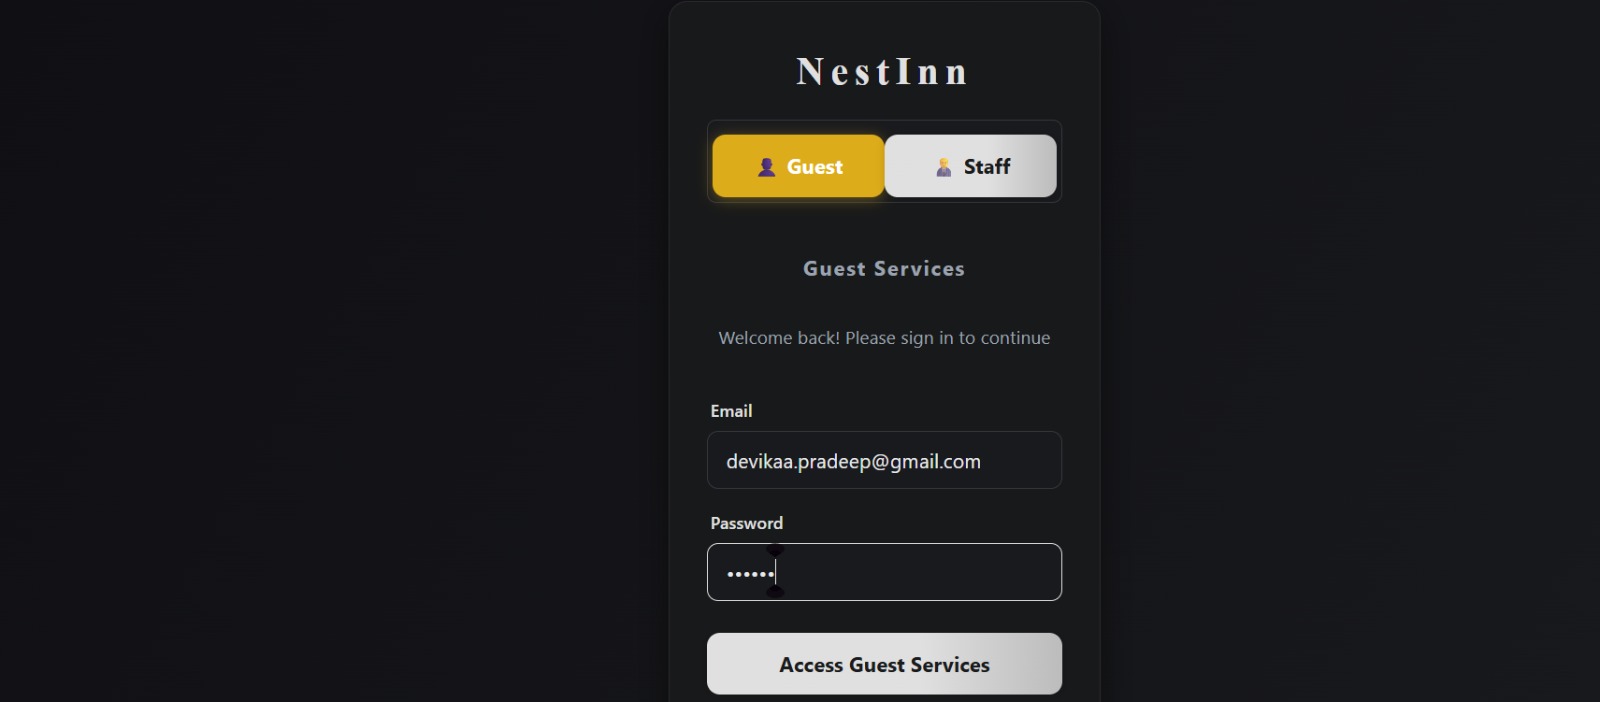 NestInn
Guest
Staff
Guest Services
Welcome back! Please sign in to continue
Email
devikaa.pradeep@gmail.com
Password
••••••
Access Guest Services